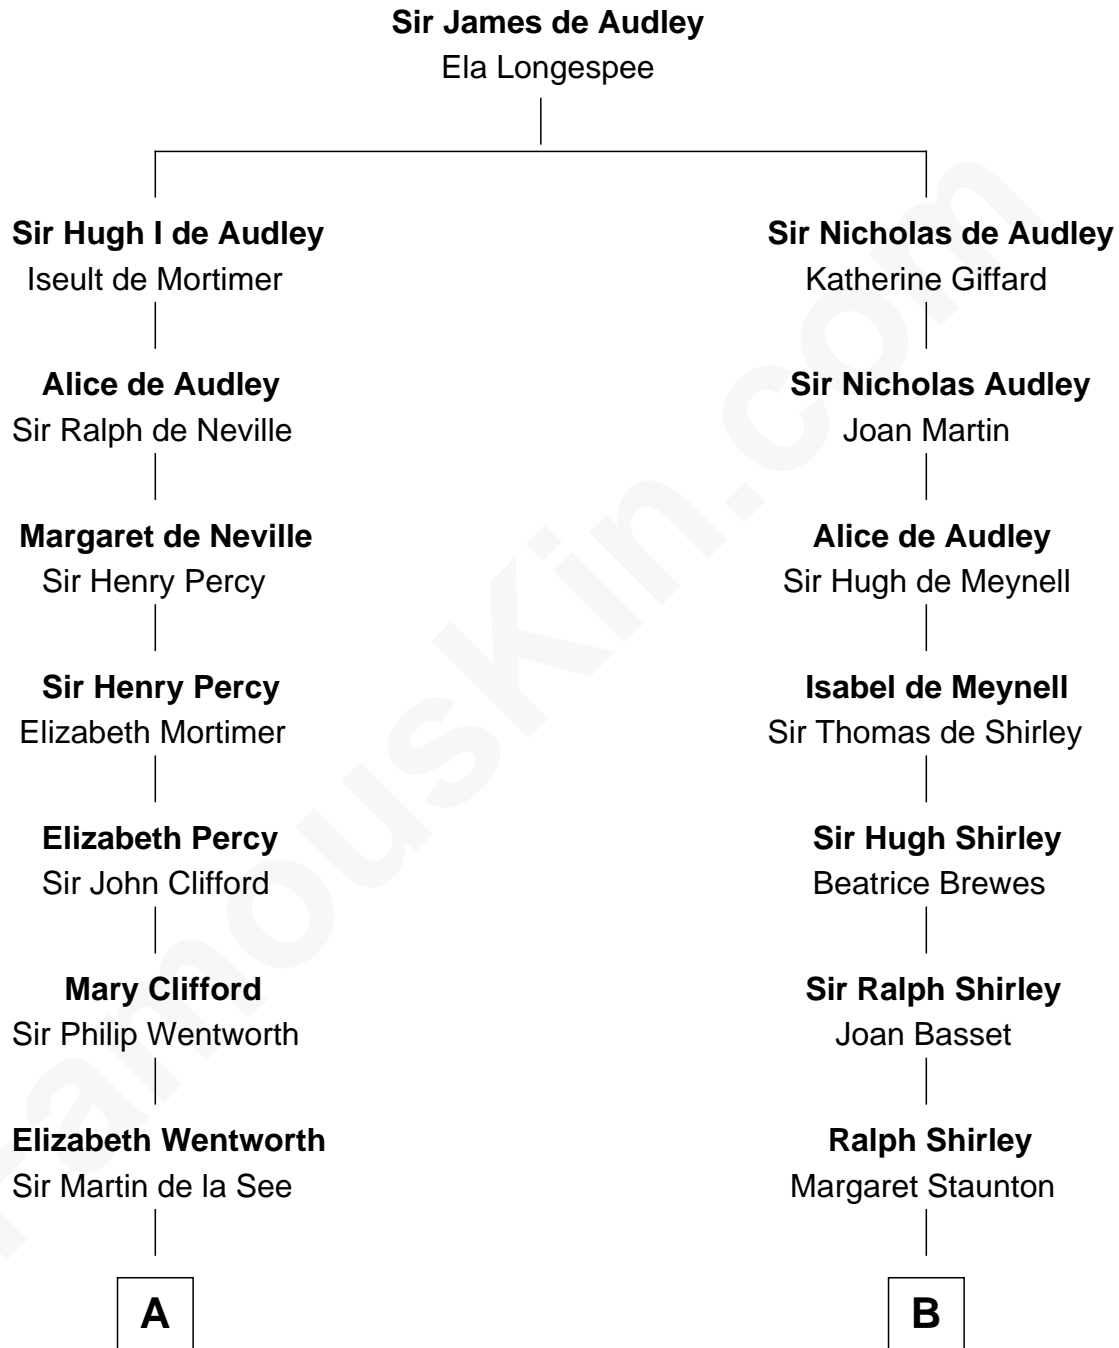 Sir James de Audley
Ela Longespee
Sir Hugh I de Audley
Iseult de Mortimer
Sir Nicholas de Audley
Katherine Giffard
Alice de Audley
Sir Ralph de Neville
Sir Nicholas Audley
Joan Martin
Margaret de Neville
Sir Henry Percy
Alice de Audley
Sir Hugh de Meynell
Sir Henry Percy
Elizabeth Mortimer
Isabel de Meynell
Sir Thomas de Shirley
Elizabeth Percy
Sir John Clifford
Sir Hugh Shirley
Beatrice Brewes
Mary Clifford
Sir Philip Wentworth
Sir Ralph Shirley
Joan Basset
Elizabeth Wentworth
Sir Martin de la See
Ralph Shirley
Margaret Staunton
A
B
FamousKin.com